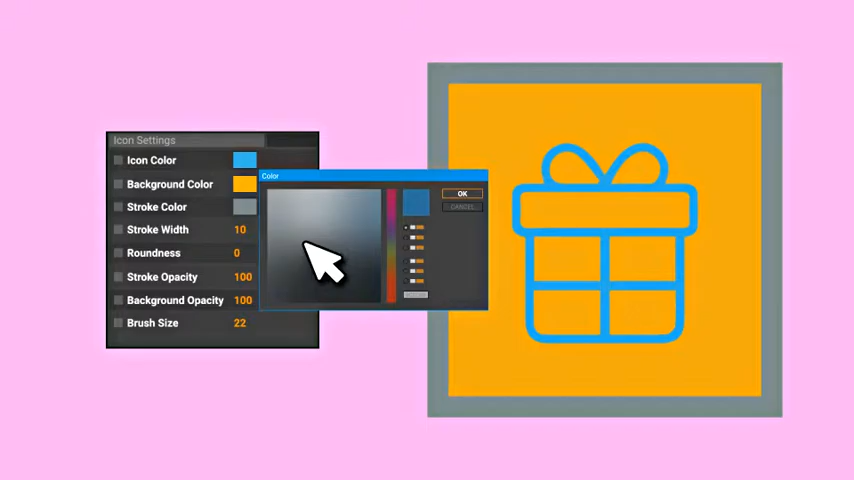 Icon Settings
Icon Color
Background Color
Stroke Color
Stroke Width 10
Roundness 0
Stroke Opacity 100
Background Opacity 100
Brush Size 22
Color
OK
CANCEL